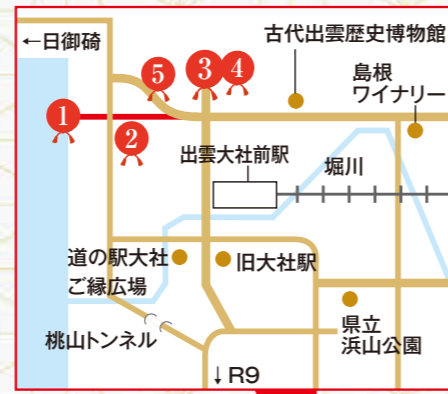 ←日御碕
古代出雲歴史博物館
島根
ワイナリー
5
3
4
1
2
出雲大社前駅
堀川
道の駅大社
ご縁広場
旧大社駅
桃山トンネル
県立
浜山公園
↓R9